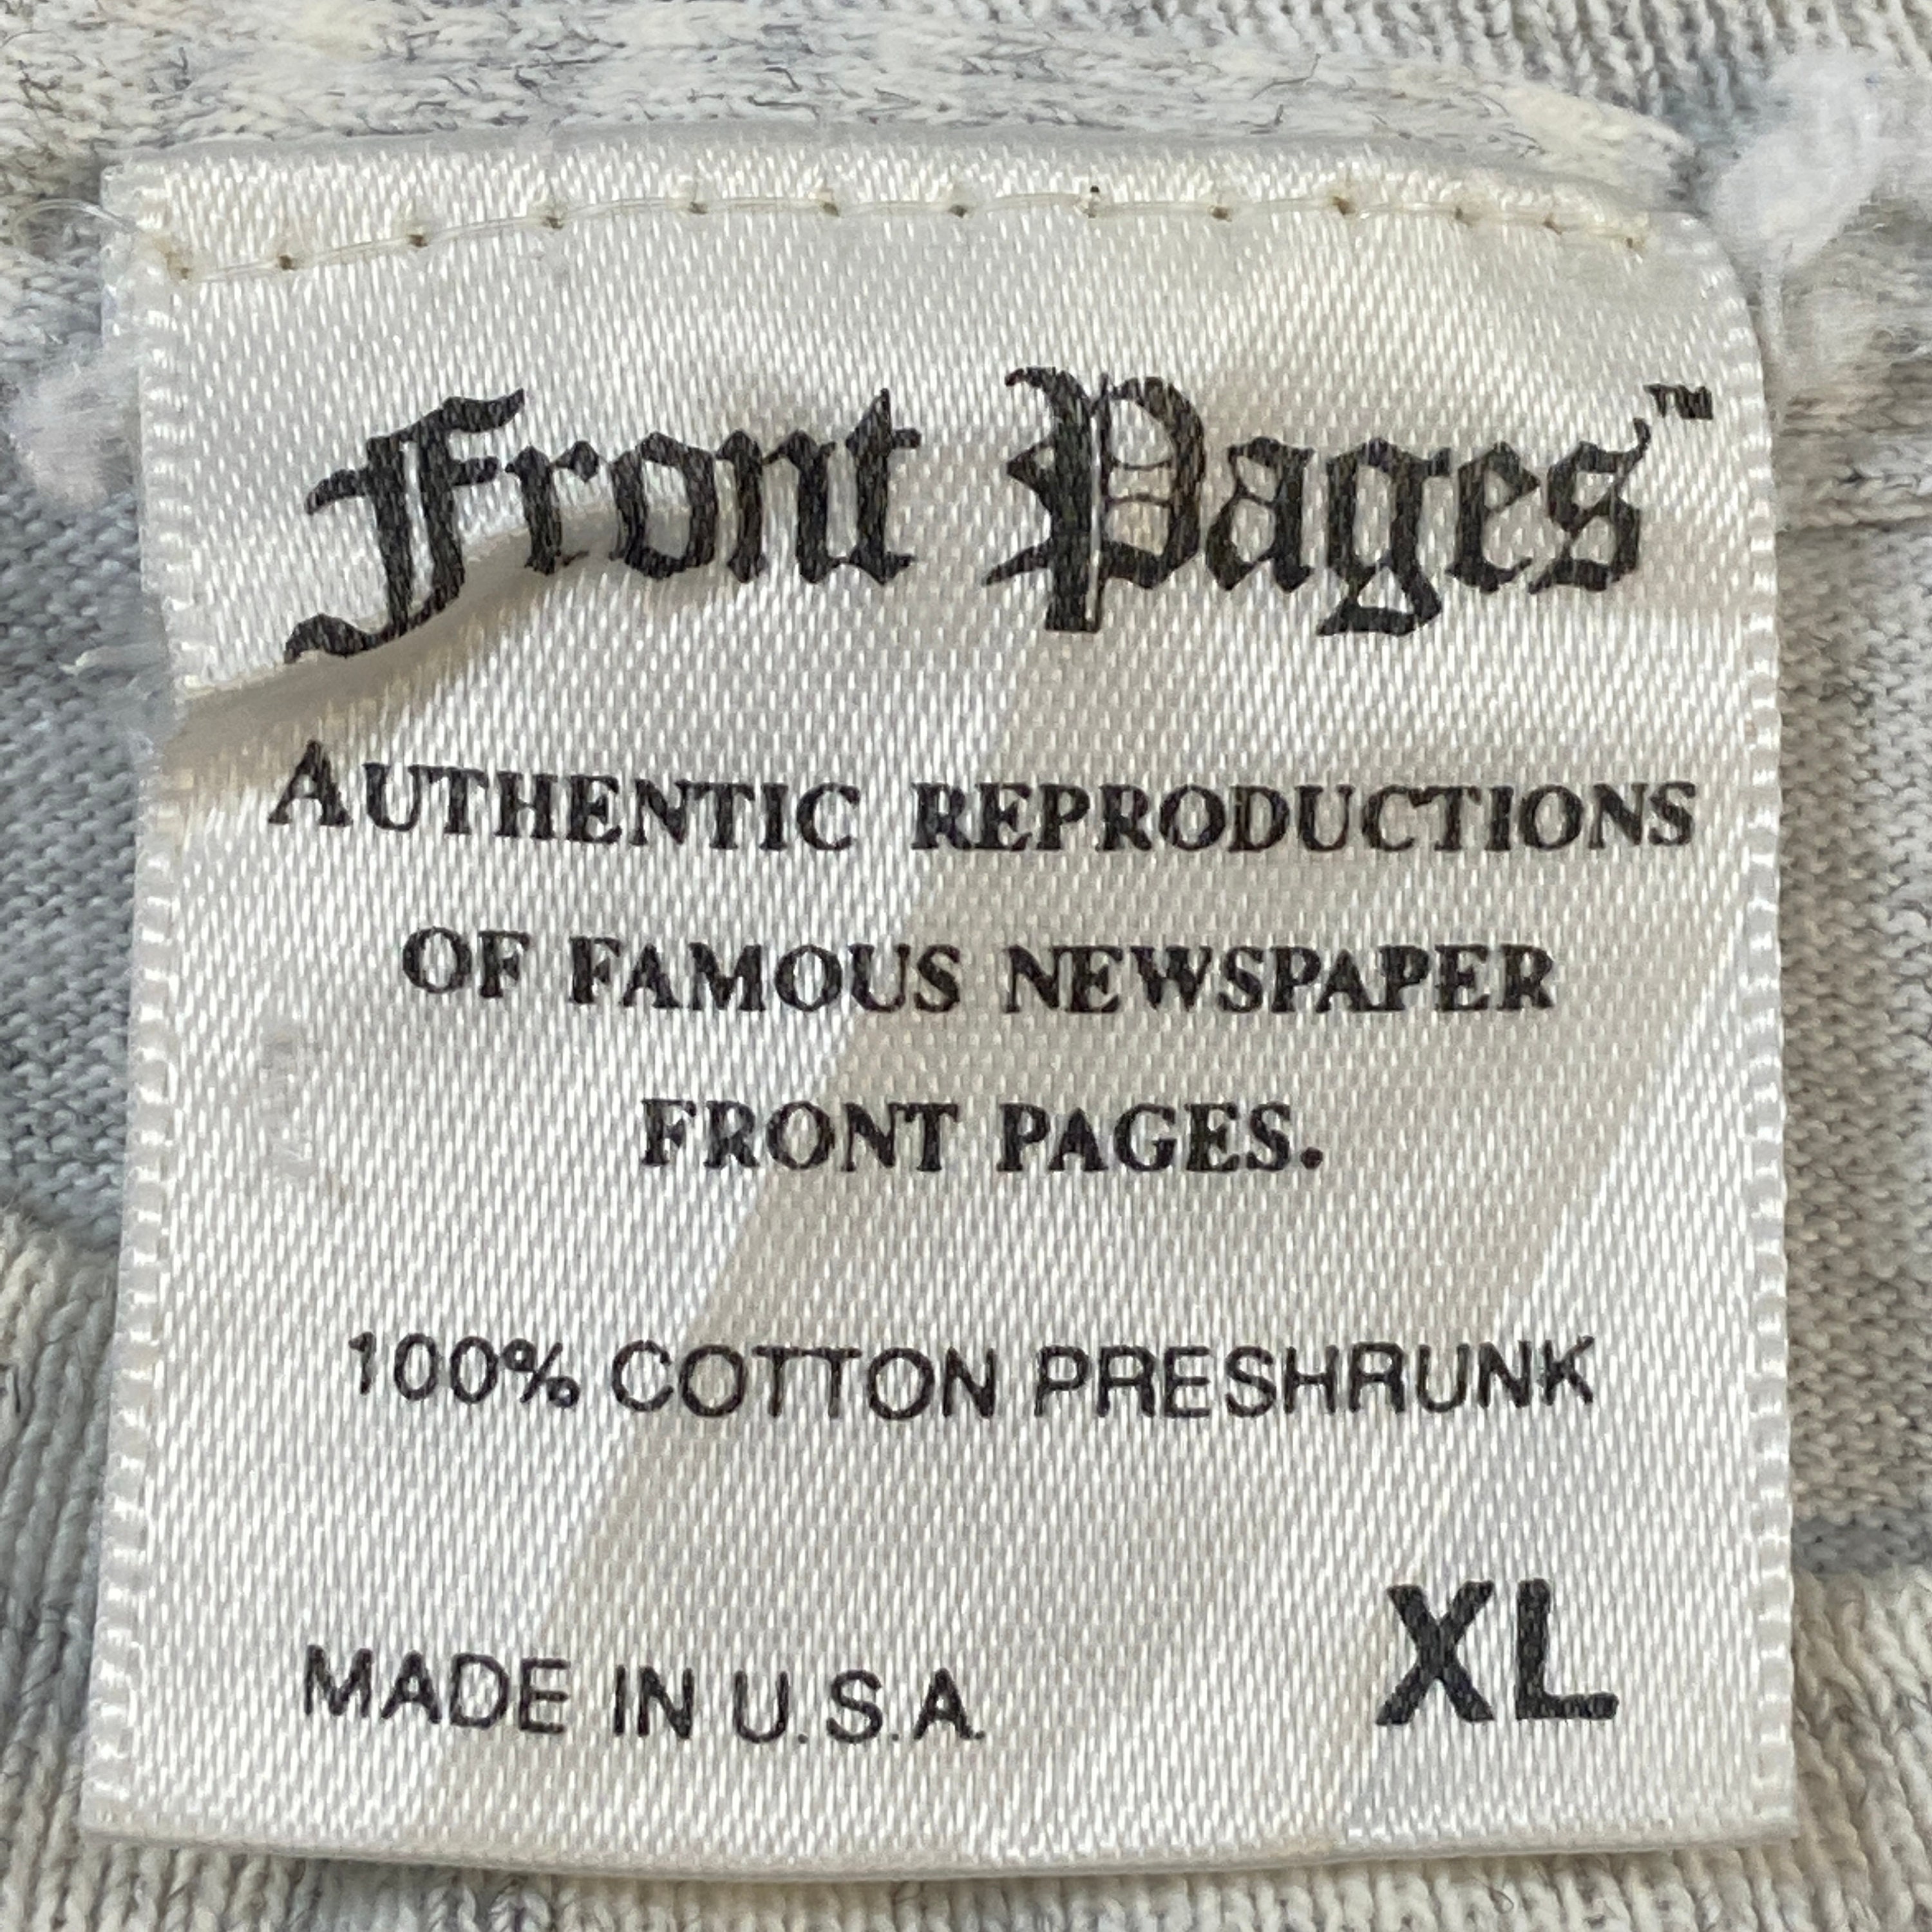 Front Pages™
AUTHENTIC REPRODUCTIONS
OF FAMOUS NEWSPAPER
FRONT PAGES.
100% COTTON PRESHRUNK
MADE IN U.S.A.
XL